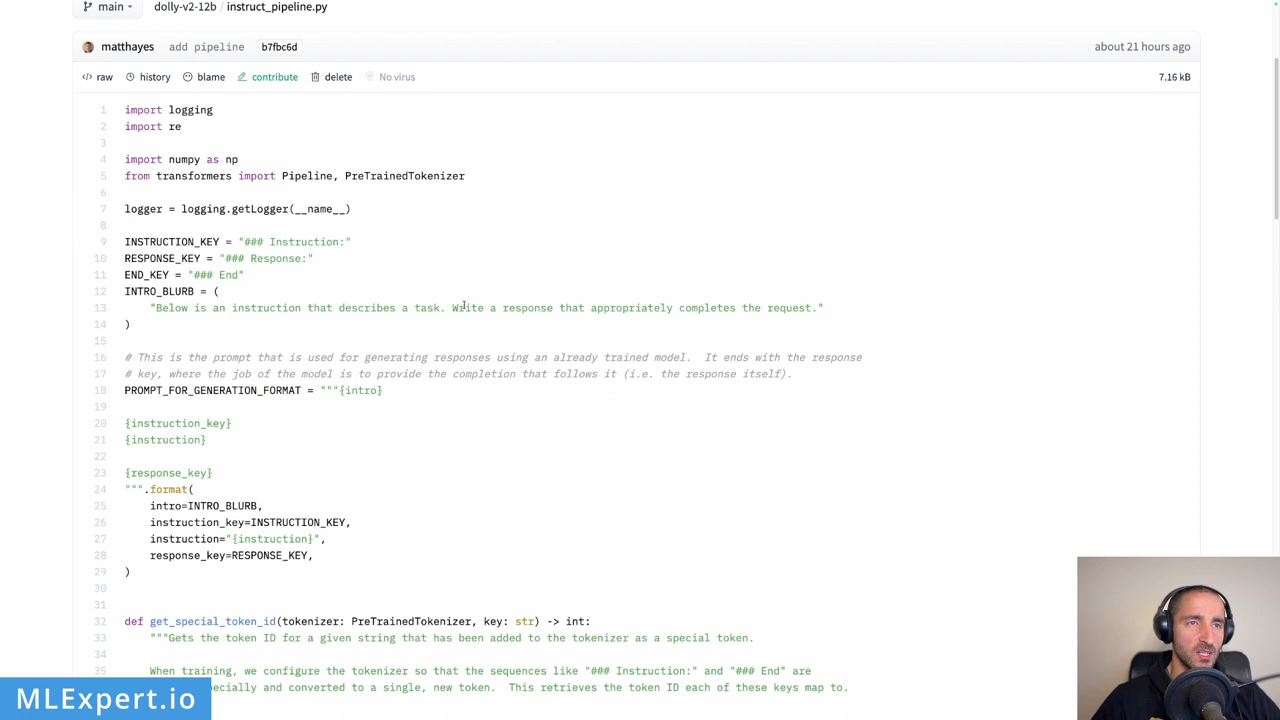 main dolly-v2-12b / instruct_pipeline.py
matthayes add pipeline b7fbc6d about 21 hours ago
raw history blame contribute delete No virus 7.16 kB
1 import logging
2 import re
3
4 import numpy as np
5 from transformers import Pipeline, PreTrainedTokenizer
6
7 logger = logging.getLogger(__name__)
8
9 INSTRUCTION_KEY = "### Instruction:"
10 RESPONSE_KEY = "### Response:"
11 END_KEY = "### End"
12 INTRO_BLURB = (
13 "Below is an instruction that describes a task. Write a response that appropriately completes the request."
14 )
15
16 # This is the prompt that is used for generating responses using an already trained model.  It ends with the response
17 # key, where the job of the model is to provide the completion that follows it (i.e. the response itself).
18 PROMPT_FOR_GENERATION_FORMAT = """{intro}
19
20 {instruction_key}
21 {instruction}
22
23 {response_key}
24 """.format(
25 intro=INTRO_BLURB,
26 instruction_key=INSTRUCTION_KEY,
27 instruction="{instruction}",
28 response_key=RESPONSE_KEY,
29 )
30
31
32 def get_special_token_id(tokenizer: PreTrainedTokenizer, key: str) -> int:
33 """Gets the token ID for a given string that has been added to the tokenizer as a special token.
34
35 When training, we configure the tokenizer so that the sequences like "### Instruction:" and "### End" are
pecially and converted to a single, new token.  This retrieves the token ID each of these keys map to.
MLExpert.io